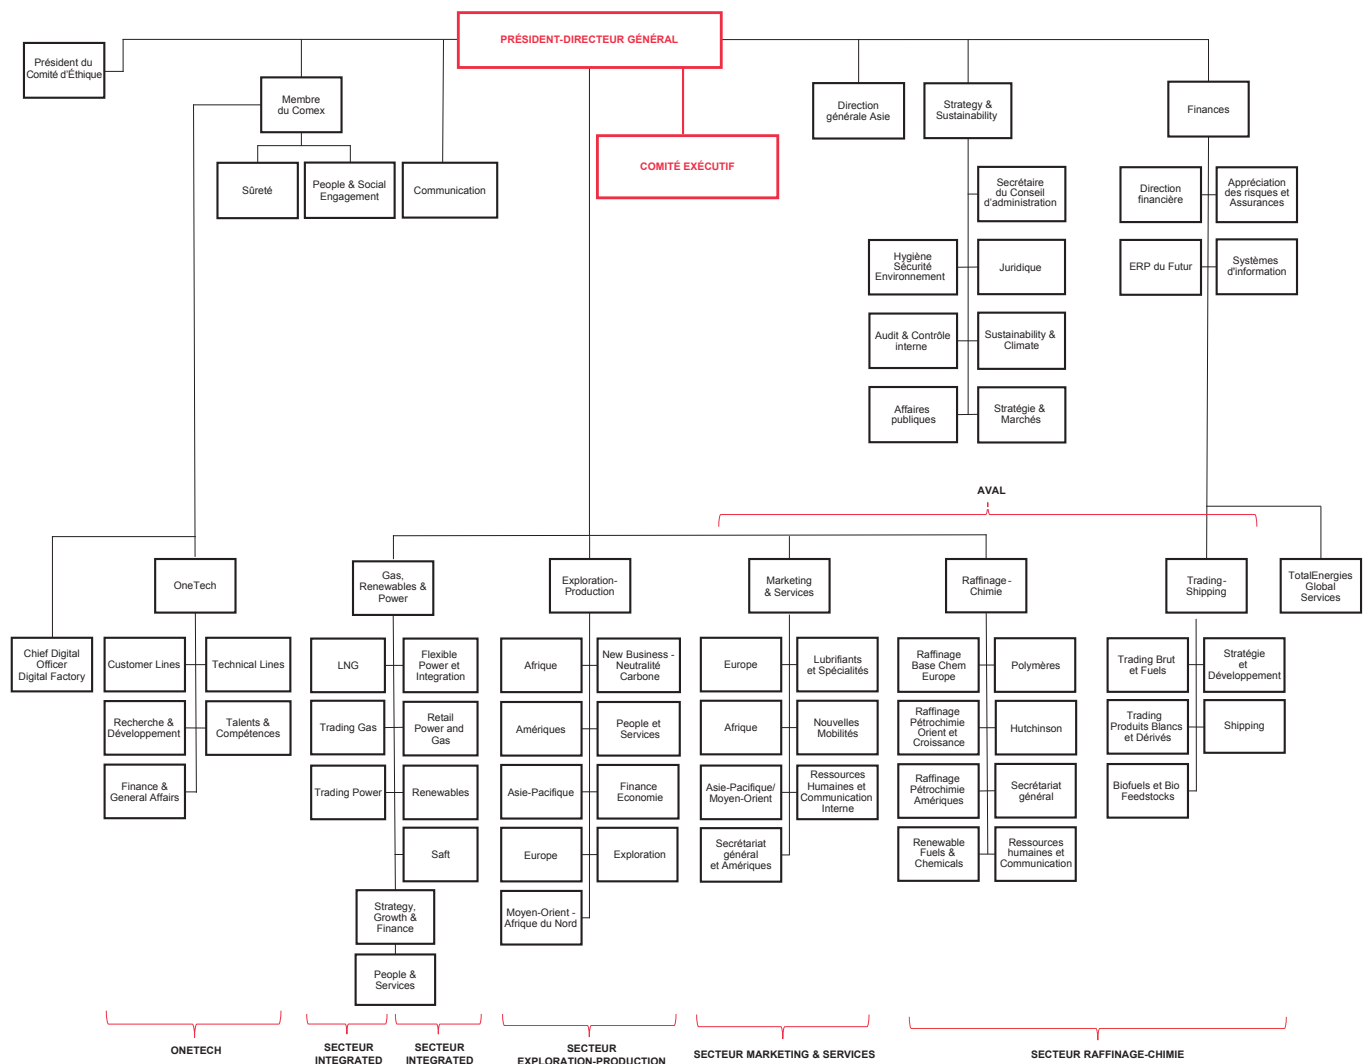 PRÉSIDENT-DIRECTEUR GÉNÉRAL
Président du
Comité d'Éthique
Membre
du Comex
Direction
générale Asie
Strategy &
Sustainability
Finances
COMITÉ EXÉCUTIF
Sûreté
People & Social
Engagement
Communication
Secrétaire
du Conseil
d'administration
Direction
financière
Appréciation
des risques et
Assurances
Hygiène
Sécurité
Environnement
Juridique
ERP du Futur
Systèmes
d'information
Audit & Contrôle
interne
Sustainability &
Climate
Affaires
publiques
Stratégie &
Marchés
AVAL
OneTech
Gas,
Renewables &
Power
Exploration-
Production
Marketing
& Services
Raffinage-
Chimie
Trading-
Shipping
TotalEnergies
Global
Services
Chief Digital
Officer
Digital Factory
Customer Lines
Technical Lines
Recherche &
Développement
Talents &
Compétences
Finance &
General Affairs
LNG
Flexible
Power et
Integration
Trading Gas
Retail
Power and
Gas
Trading Power
Renewables
Saft
Strategy,
Growth &
Finance
People &
Services
Afrique
New Business -
Neutralité
Carbone
Amériques
People et
Services
Asie-Pacifique
Finance
Economie
Europe
Exploration
Moyen-Orient -
Afrique du Nord
Europe
Lubrifiants
et Spécialités
Afrique
Nouvelles
Mobilités
Asie-Pacifique/
Moyen-Orient
Ressources
Humaines et
Communication
Interne
Secrétariat
général
et Amériques
Raffinage
Base Chem
Europe
Polymères
Raffinage
Pétrochimie
Orient et
Croissance
Hutchinson
Raffinage
Pétrochimie
Amériques
Secrétariat
général
Renewable
Fuels &
Chemicals
Ressources
humaines et
Communication
Trading Brut
et Fuels
Stratégie
et
Développement
Trading
Produits Blancs
et Dérivés
Shipping
Biofuels et Bio
Feedstocks
ONETECH
SECTEUR
INTEGRATED
SECTEUR
INTEGRATED
SECTEUR
EXPLORATION-PRODUCTION
SECTEUR MARKETING & SERVICES
SECTEUR RAFFINAGE-CHIMIE